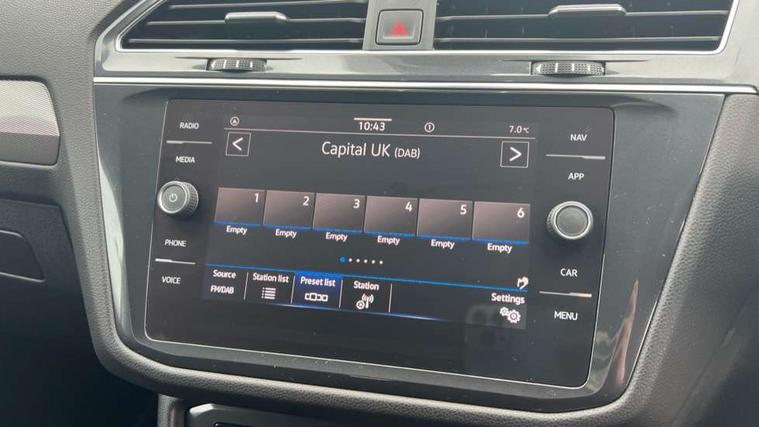 RADIO
MEDIA
PHONE
VOICE
10:43
7.0°C
Capital UK (DAB)
1 2 3 4 5 6
Empty Empty Empty Empty Empty Empty
Source
FM/DAB
Station list
Preset list
Station
Settings
NAV
APP
CAR
MENU